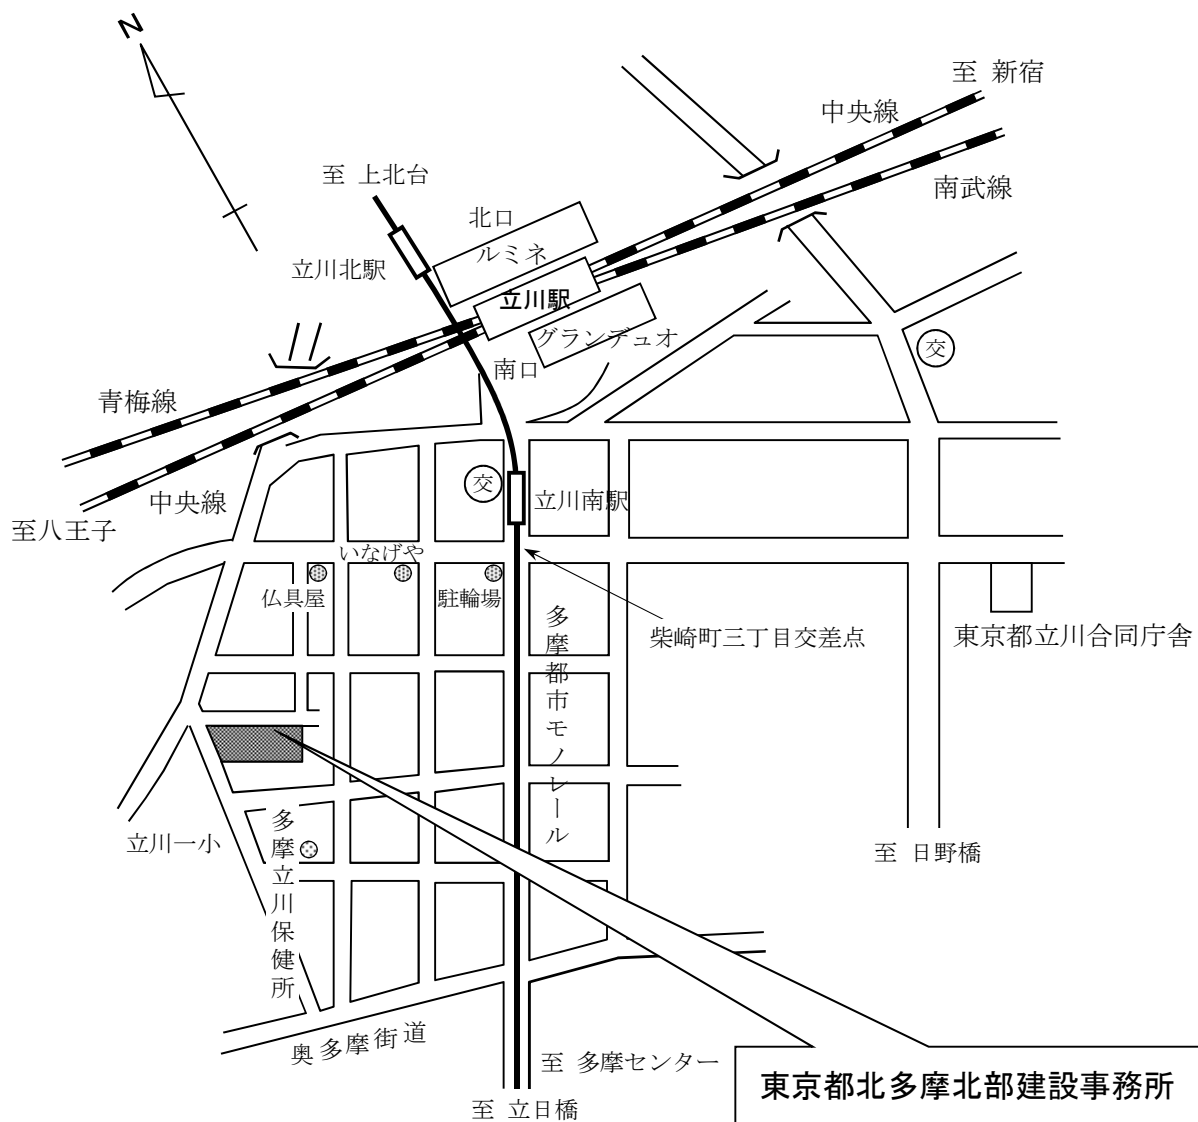 N
至 新宿
中央線
南武線
至 上北台
北口
ルミネ
立川北駅
立川駅
グランデュオ
交
南口
青梅線
中央線
至八王子
交
立川南駅
いなげや
仏具屋
駐輪場
多摩都市モノレール
柴崎町三丁目交差点
東京都立川合同庁舎
立川一小
多摩立川保健所
至 日野橋
奥多摩街道
至 多摩センター
至 立日橋
東京都北多摩北部建設事務所